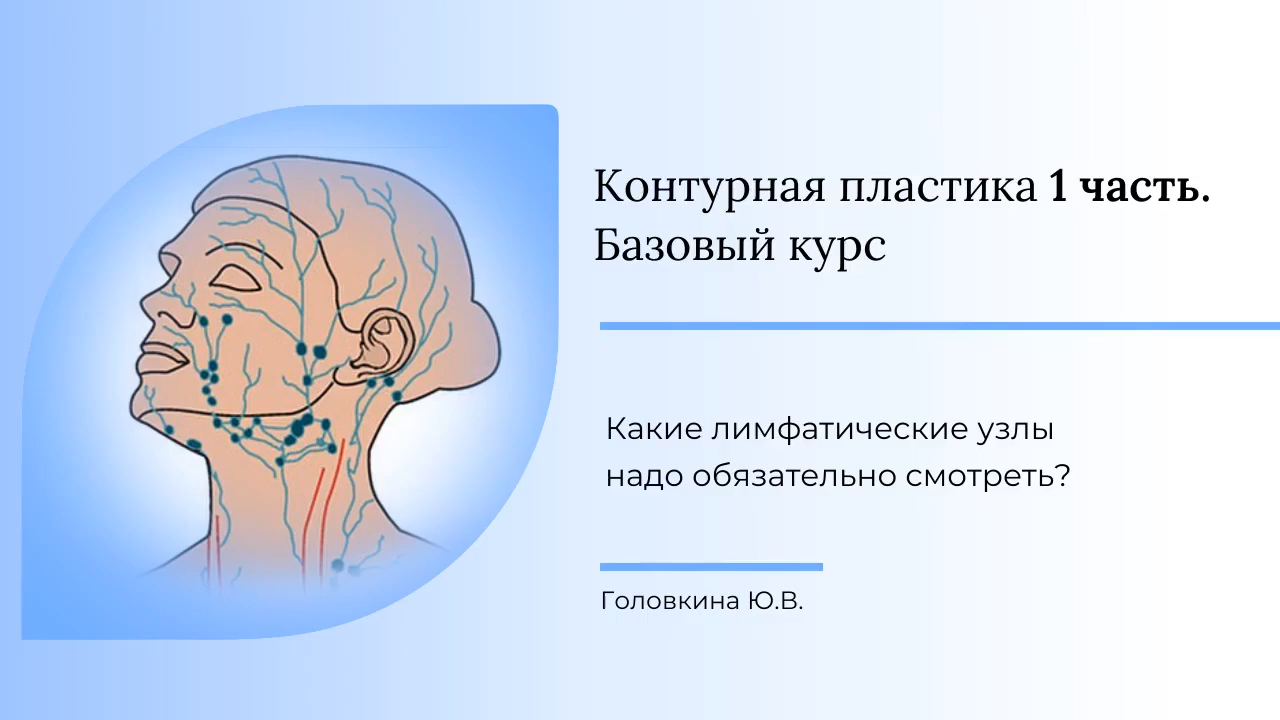 Контурная пластика 1 часть.
Базовый курс
Какие лимфатические узлы
надо обязательно смотреть?
Головкина Ю.В.